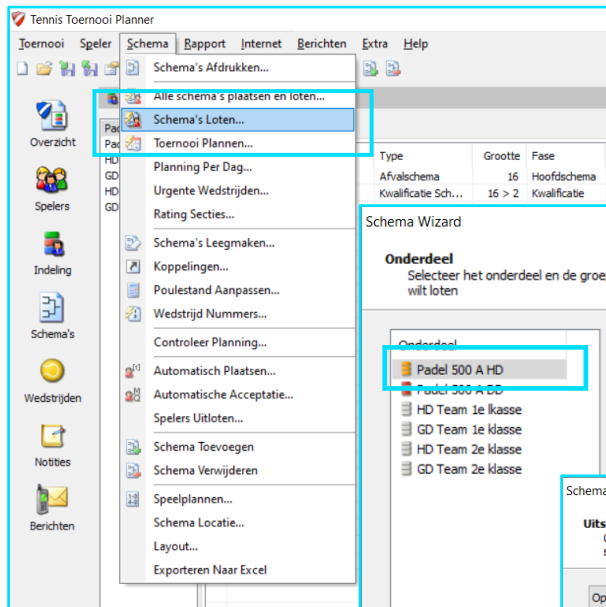 Tennis Toernooi Planner
Toernooi Speler Schema Rapport Internet Berichten Extra Help
Overzicht
Spelers
Indeling
Schema's
Wedstrijden
Notities
Berichten
Pad
Pad
HD
GD
HD
GD
Schema's Afdrukken...
Alle schema's plaatsen en loten...
Schema's Loten...
Toernooi Plannen...
Planning Per Dag...
Urgente Wedstrijden...
Rating Secties...
Schema's Leegmaken...
Koppelingen...
Poulestand Aanpassen...
Wedstrijd Nummers...
Controleer Planning...
Automatisch Plaatsen...
Automatische Acceptatie...
Spelers Uitloten...
Schema Toevoegen
Schema Verwijderen
Speelplannen...
Schema Locatie...
Layout...
Exporteren Naar Excel
Type Grootte Fase
Afvalschema 16 Hoofdschema
Kwalificatie Sch... 16 > 2 Kwalificatie
Schema Wizard
Onderdeel
Selecteer het onderdeel en de groe
wilt loten
Onderdeel
Padel 500 A HD
Padel 500 A DD
HD Team 1e lkasse
GD Team 1e klasse
HD Team 2e klasse
GD Team 2e klasse
Schema
Uits
Op